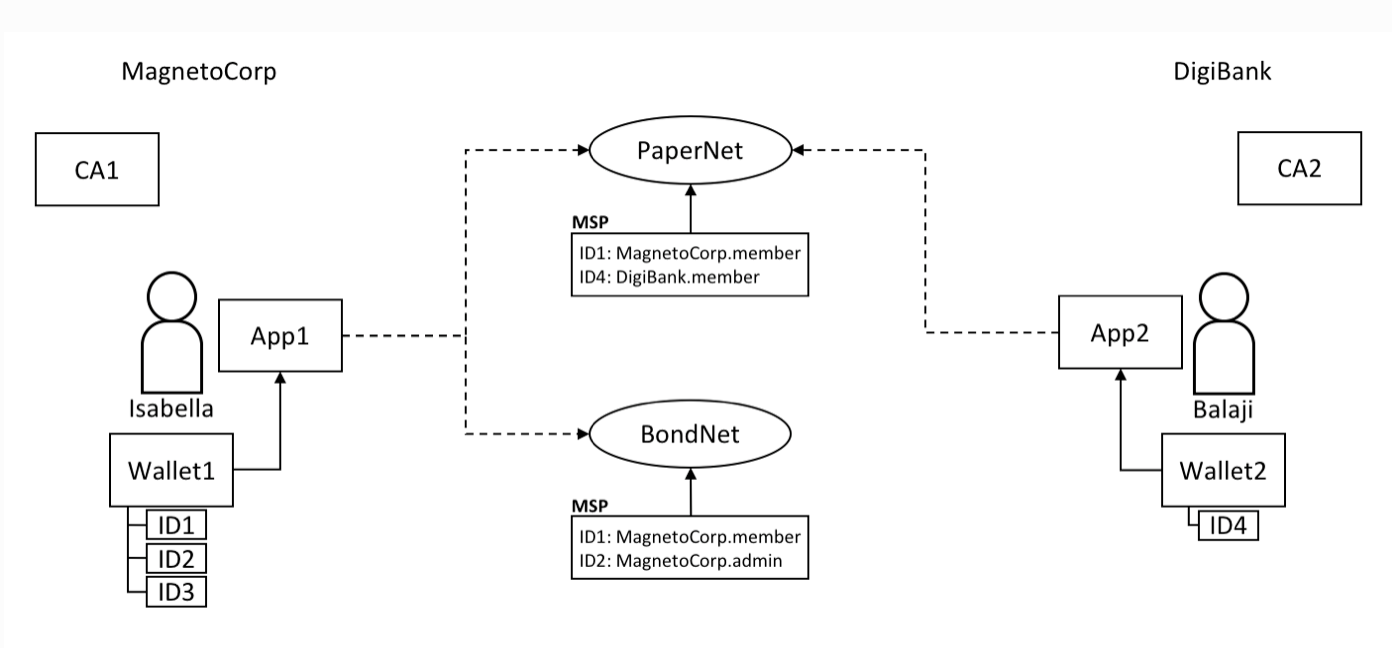 MagnetoCorp
DigiBank
CA1
PaperNet
CA2
MSP
ID1: MagnetoCorp.member
ID4: DigiBank.member
App1
App2
Isabella
Balaji
BondNet
Wallet1
Wallet2
MSP
ID1: MagnetoCorp.member
ID2: MagnetoCorp.admin
ID1
ID2
ID3
ID4